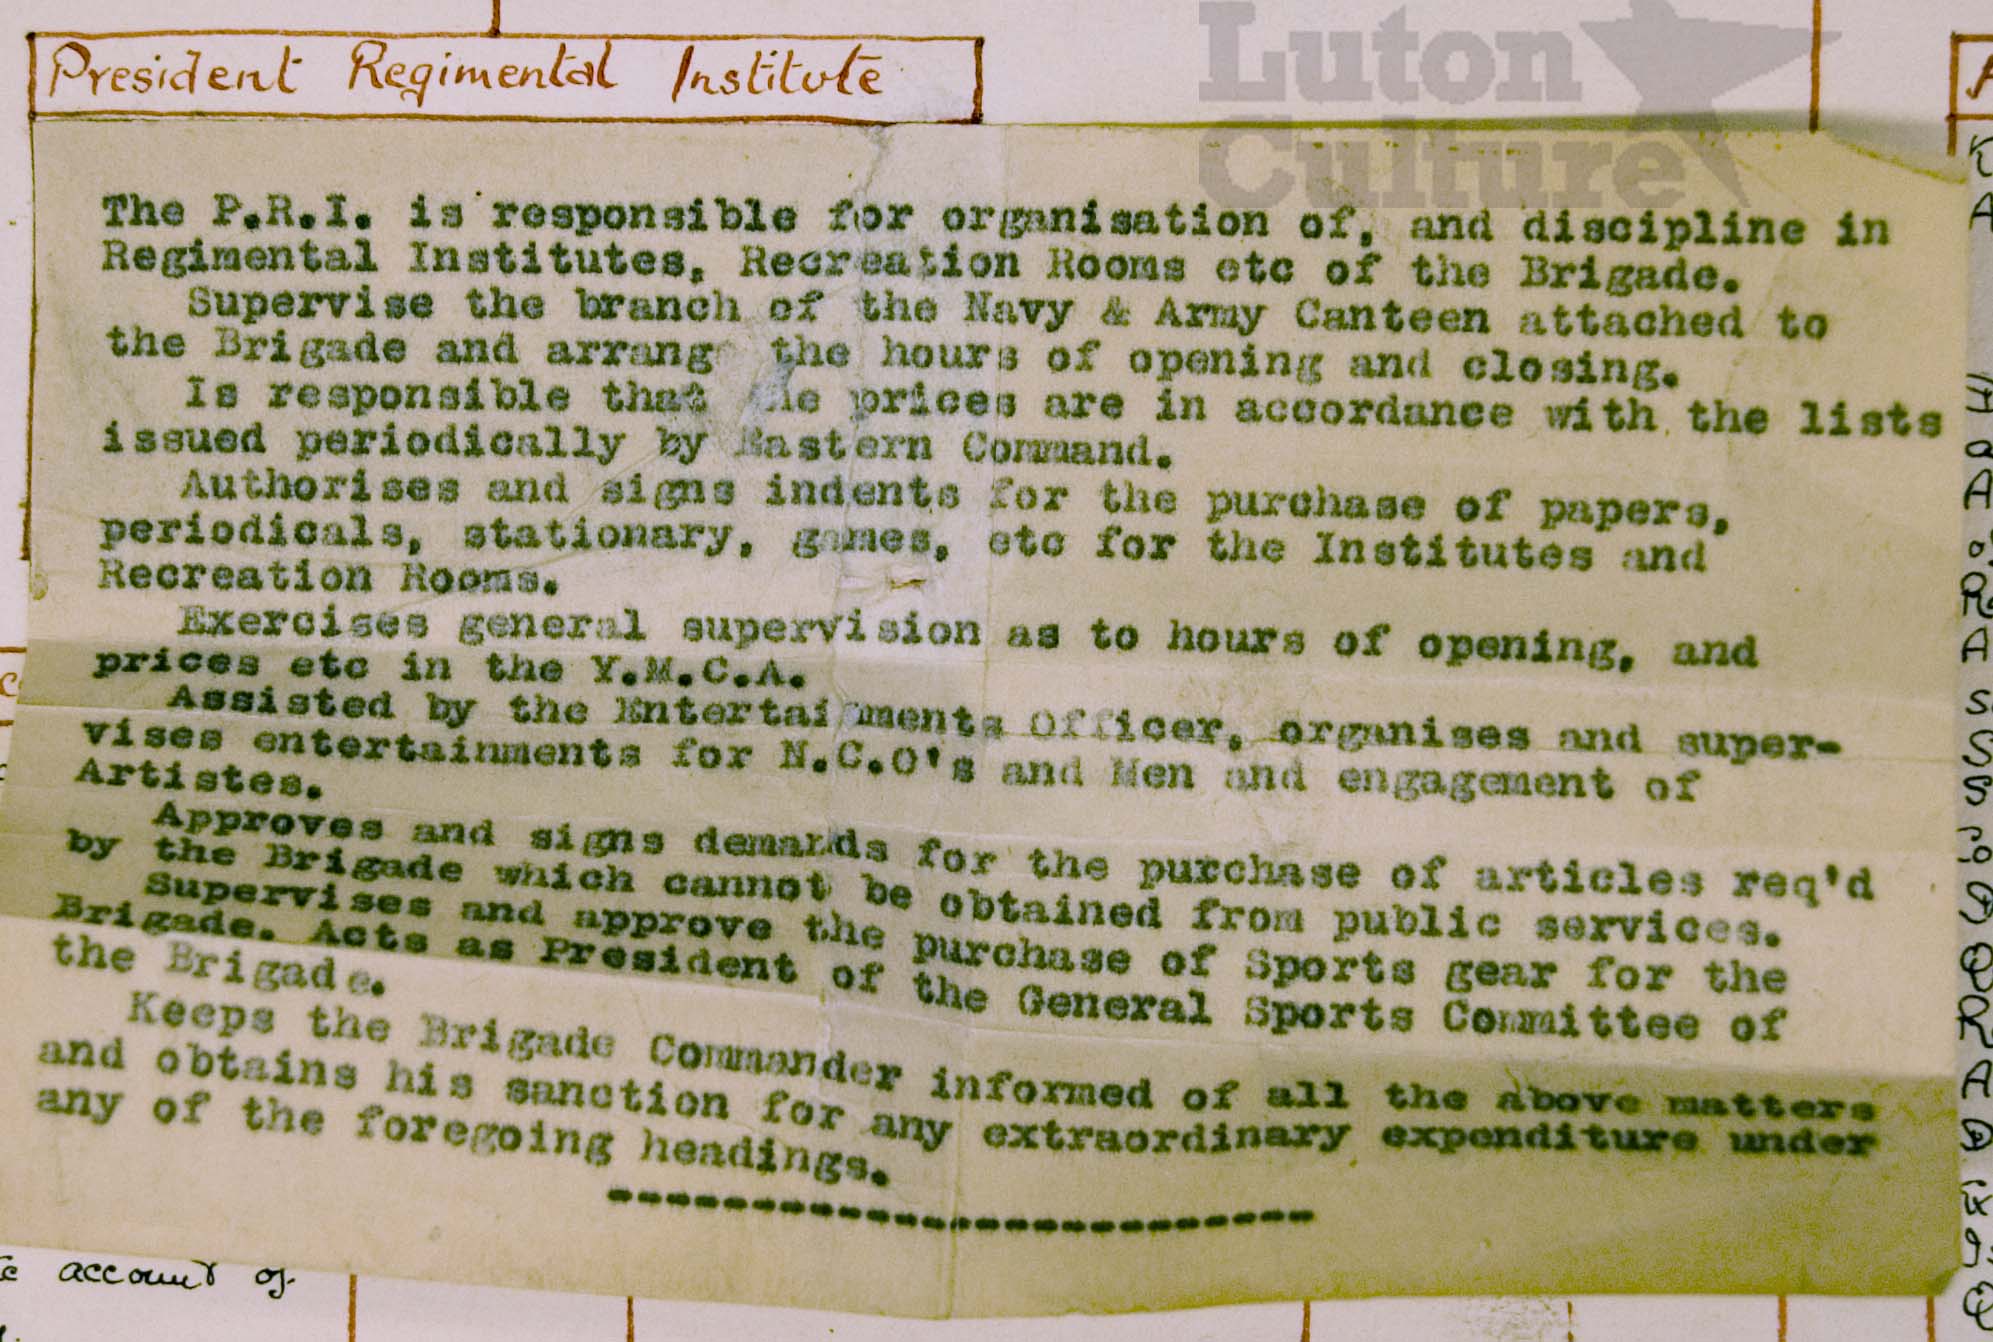 Luton
Culture
President Regimental Institute
The P.R.I. is responsible for organisation of, and discipline in
Regimental Institutes, Recreation Rooms etc of the Brigade.
Supervise the branch of the Navy & Army Canteen attached to
the Brigade and arrang the hours of opening and closing.
Is responsible that the prices are in accordance with the lists
issued periodically by Eastern Command.
Authorises and signs indents for the purchase of papers,
periodicals, stationary, games, etc for the Institutes and
Recreation Rooms.
Exercises general supervision as to hours of opening, and
prices etc in the Y.M.C.A.
Assisted by the Entertainments Officer, organises and super-
vises entertainments for N.C.O's and Men and engagement of
Artistes.
Approves and signs demands for the purchase of articles req'd
by the Brigade which cannot be obtained from public services.
Supervises and approve the purchase of Sports gear for the
Brigade. Acts as President of the General Sports Committee of
the Brigade.
Keeps the Brigade Commander informed of all the above matters
and obtains his sanction for any extraordinary expenditure under
any of the foregoing headings.
-------------------------
account of